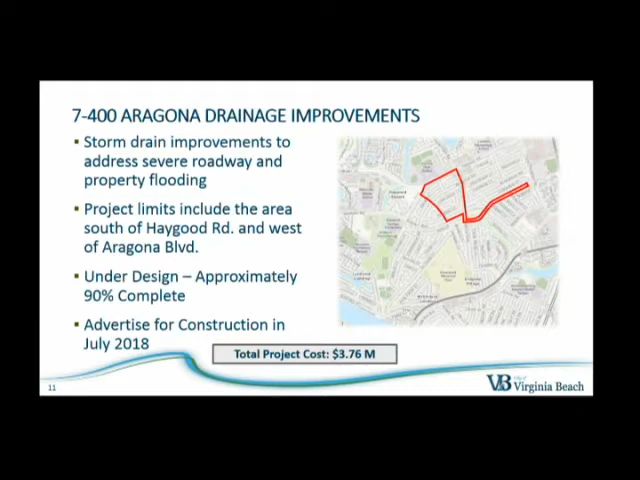 7-400 ARAGONA DRAINAGE IMPROVEMENTS
▪ Storm drain improvements to
address severe roadway and
property flooding
▪ Project limits include the area
south of Haygood Rd. and west
of Aragona Blvd.
▪ Under Design – Approximately
90% Complete
▪ Advertise for Construction in
July 2018
Total Project Cost: $3.76 M
11
VB City of
Virginia Beach